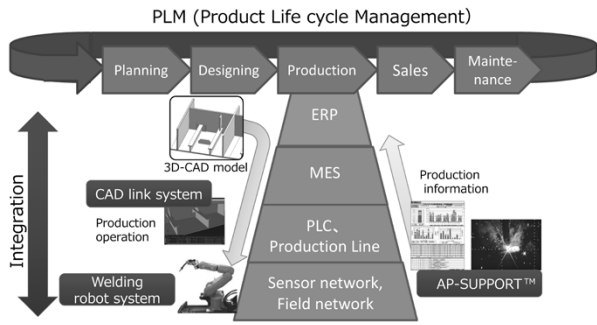 PLM (Product Life cycle Management)
Planning
Designing
Production
Sales
Mainte-
nance
Integration
ERP
MES
PLC、
Production Line
Sensor network,
Field network
3D-CAD model
CAD link system
Production
operation
Welding
robot system
Production
information
AP-SUPPORT™